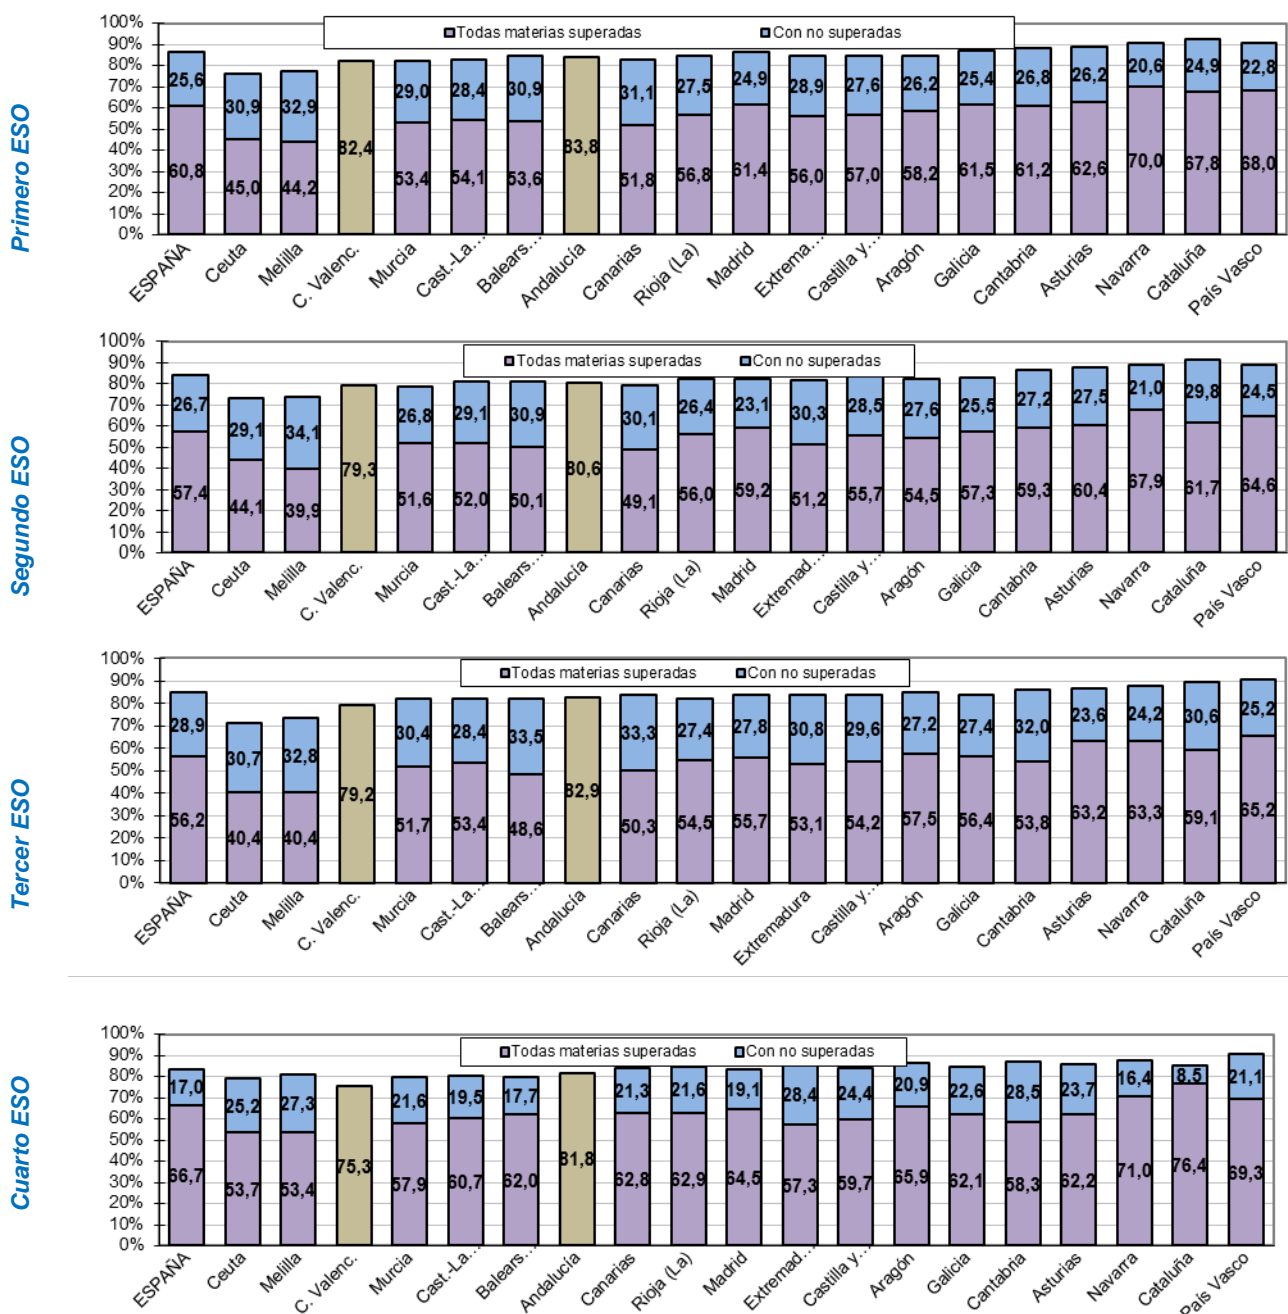 Primero ESO
100%
90%
80%
70%
60%
50%
40%
30%
20%
10%
0%
Todas materias superadas Con no superadas
25,6 30,9 32,9 29,0 28,4 30,9 31,1 27,5 24,9 28,9 27,6 26,2 25,4 26,8 26,2 20,6 24,9 22,8
60,8 45,0 44,2 82,4 53,4 54,1 53,6 83,8 51,8 56,8 61,4 56,0 57,0 58,2 61,5 61,2 62,6 70,0 67,8 68,0
ESPAÑA Ceuta Melilla C. Valenc. Murcia Cast.-La... Balears... Andalucía Canarias Rioja (La) Madrid Extrema... Castilla y... Aragón Galicia Cantabria Asturias Navarra Cataluña País Vasco
Segundo ESO
100%
90%
80%
70%
60%
50%
40%
30%
20%
10%
0%
Todas materias superadas Con no superadas
26,7 29,1 34,1 26,8 29,1 30,9 30,1 26,4 23,1 30,3 28,5 27,6 25,5 27,2 27,5 21,0 29,8 24,5
57,4 44,1 39,9 79,3 51,6 52,0 50,1 80,6 49,1 56,0 59,2 51,2 55,7 54,5 57,3 59,3 60,4 67,9 61,7 64,6
ESPAÑA Ceuta Melilla C. Valenc. Murcia Cast.-La... Balears... Andalucía Canarias Rioja (La) Madrid Extremad... Castilla y... Aragón Galicia Cantabria Asturias Navarra Cataluña País Vasco
Tercer ESO
100%
90%
80%
70%
60%
50%
40%
30%
20%
10%
0%
Todas materias superadas Con no superadas
28,9 30,7 32,8 30,4 28,4 33,5 33,3 27,4 27,8 30,8 29,6 27,2 27,4 32,0 23,6 24,2 30,6 25,2
56,2 40,4 40,4 79,2 51,7 53,4 48,6 82,9 50,3 54,5 55,7 53,1 54,2 57,5 56,4 53,8 63,2 63,3 59,1 65,2
ESPAÑA Ceuta Melilla C. Valenc. Murcia Cast.-La... Balears... Andalucía Canarias Rioja (La) Madrid Extremadura Castilla y... Aragón Galicia Cantabria Asturias Navarra Cataluña País Vasco
Cuarto ESO
100%
90%
80%
70%
60%
50%
40%
30%
20%
10%
0%
Todas materias superadas Con no superadas
17,0 25,2 27,3 21,6 19,5 17,7 21,3 21,6 19,1 28,4 24,4 20,9 22,6 28,5 23,7 16,4 8,5 21,1
66,7 53,7 53,4 75,3 57,9 60,7 62,0 81,8 62,8 62,9 64,5 57,3 59,7 65,9 62,1 58,3 62,2 71,0 76,4 69,3
ESPAÑA Ceuta Melilla C. Valenc. Murcia Cast.-La... Balears... Andalucía Canarias Rioja (La) Madrid Extremad... Castilla y... Aragón Galicia Cantabria Asturias Navarra Cataluña País Vasco